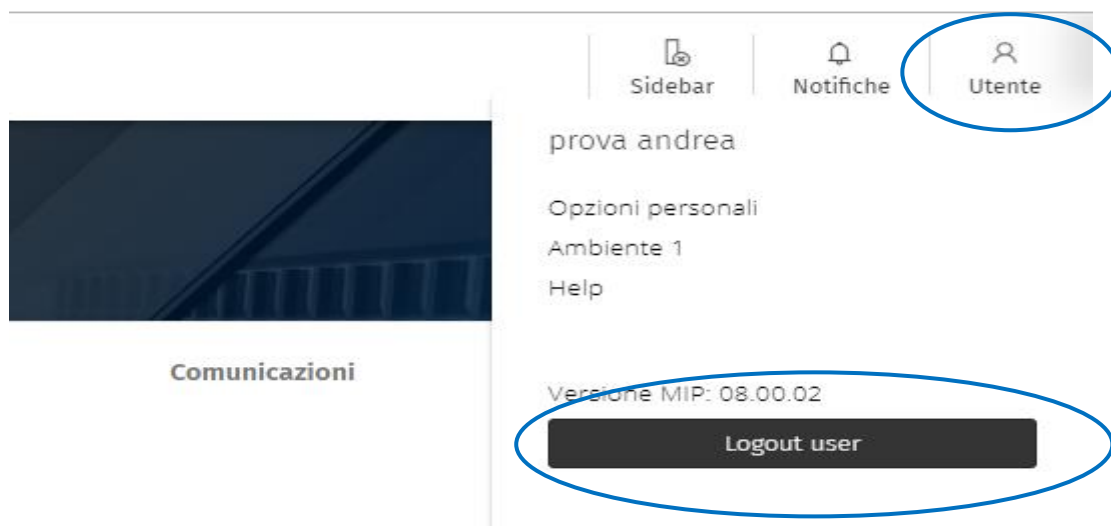 Sidebar
Notifiche
Utente
prova andrea
Opzioni personali
Ambiente 1
Help
Comunicazioni
Versione MIP: 08.00.02
Logout user